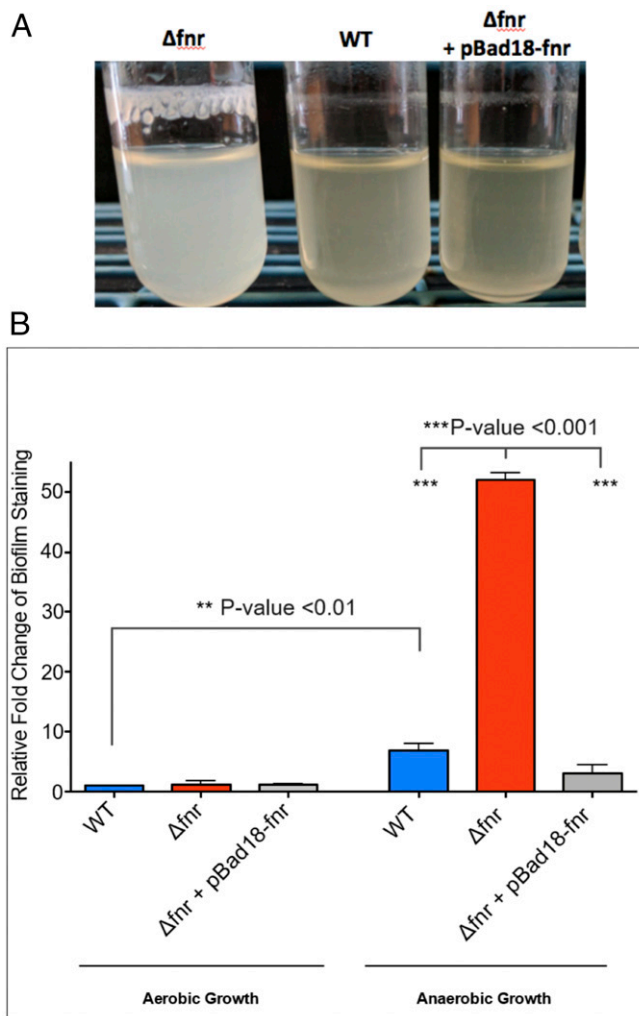 A
Δfnr
WT
Δfnr
+ pBad18-fnr
B
***P-value <0.001
***
***
** P-value <0.01
Relative Fold Change of Biofilm Staining
50
40
30
20
10
0
WT
Δfnr
Δfnr + pBad18-fnr
WT
Δfnr
Δfnr + pBad18-fnr
Aerobic Growth
Anaerobic Growth